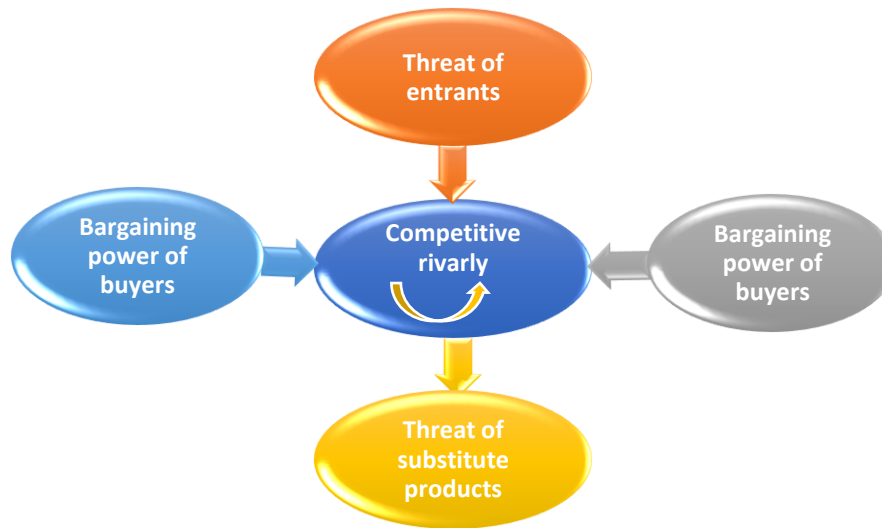 Threat of
entrants
Bargaining
power of
buyers
Competitive
rivarly
Bargaining
power of
buyers
Threat of
substitute
products